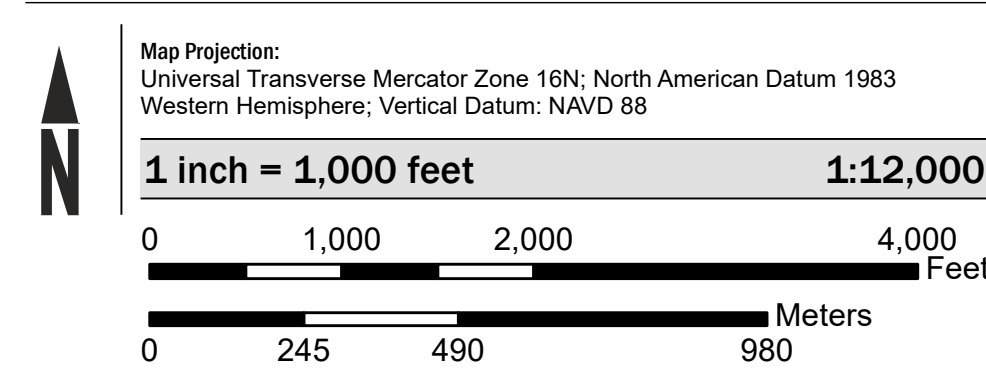 Map Projection:
Universal Transverse Mercator Zone 16N; North American Datum 1983
Western Hemisphere; Vertical Datum: NAVD 88
N
1 inch = 1,000 feet 1:12,000
0 1,000 2,000 4,000
Feet
Meters
0 245 490 980